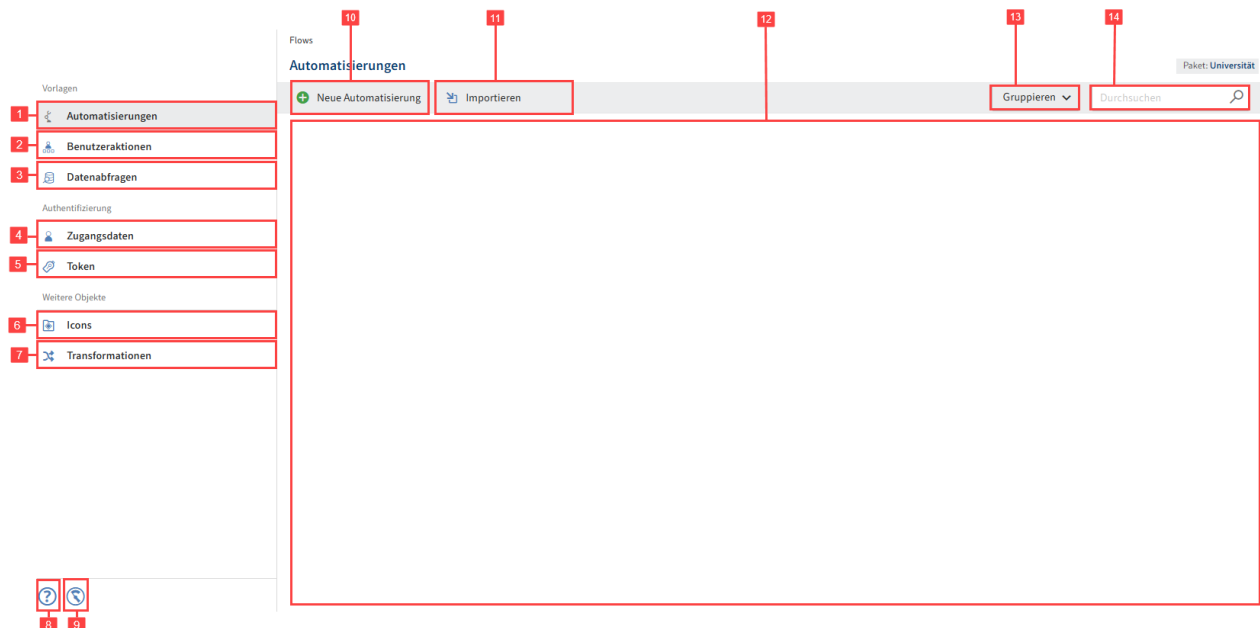 10
11
12
13
14
Flows
Automatisierungen
Paket: Universität
Neue Automatisierung
Importieren
Gruppieren
Durchsuchen
Vorlagen
1
Automatisierungen
2
Benutzeraktionen
3
Datenabfragen
Authentifizierung
4
Zugangsdaten
5
Token
Weitere Objekte
6
Icons
7
Transformationen
?
8
9